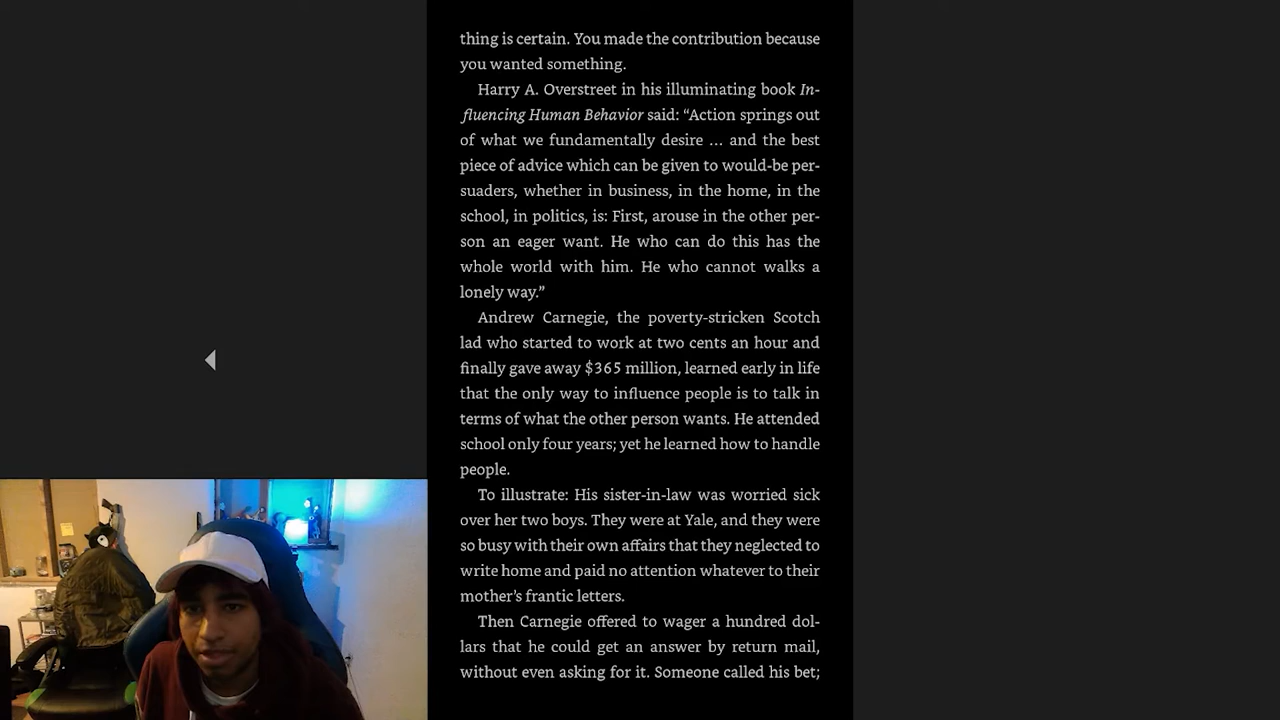 thing is certain. You made the contribution because
you wanted something.
Harry A. Overstreet in his illuminating book In-
fluencing Human Behavior said: “Action springs out
of what we fundamentally desire … and the best
piece of advice which can be given to would-be per-
suaders, whether in business, in the home, in the
school, in politics, is: First, arouse in the other per-
son an eager want. He who can do this has the
whole world with him. He who cannot walks a
lonely way.”
Andrew Carnegie, the poverty-stricken Scotch
lad who started to work at two cents an hour and
finally gave away $365 million, learned early in life
that the only way to influence people is to talk in
terms of what the other person wants. He attended
school only four years; yet he learned how to handle
people.
To illustrate: His sister-in-law was worried sick
over her two boys. They were at Yale, and they were
so busy with their own affairs that they neglected to
write home and paid no attention whatever to their
mother’s frantic letters.
Then Carnegie offered to wager a hundred dol-
lars that he could get an answer by return mail,
without even asking for it. Someone called his bet;